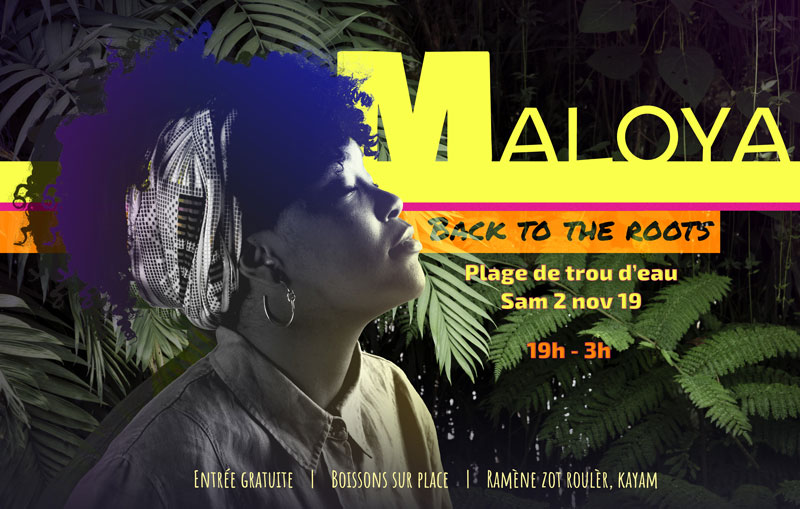 MALOYA
BACK TO THE ROOTS
Plage de trou d'eau
Sam 2 nov 19
19h - 3h
Entrée gratuite | Boissons sur place | Ramène zot roulèr, kayam